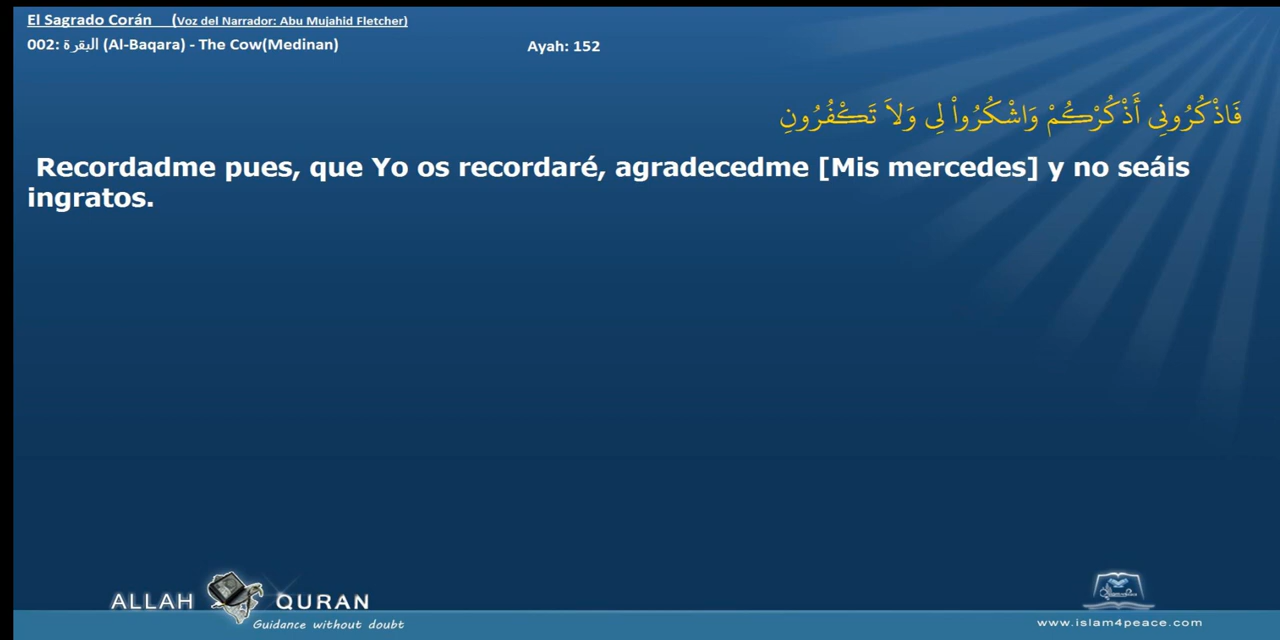 El Sagrado Corán (Voz del Narrador: Abu Mujahid Fletcher)
002: البقرة (Al-Baqara) - The Cow(Medinan) Ayah: 152
فَاذْكُرُونِي أَذْكُرْكُمْ وَاشْكُرُواْ لِي وَلاَ تَكْفُرُونِ
Recordadme pues, que Yo os recordaré, agradecedme [Mis mercedes] y no seáis
ingratos.
ALLAH QURAN
Guidance without doubt
www.islam4peace.com